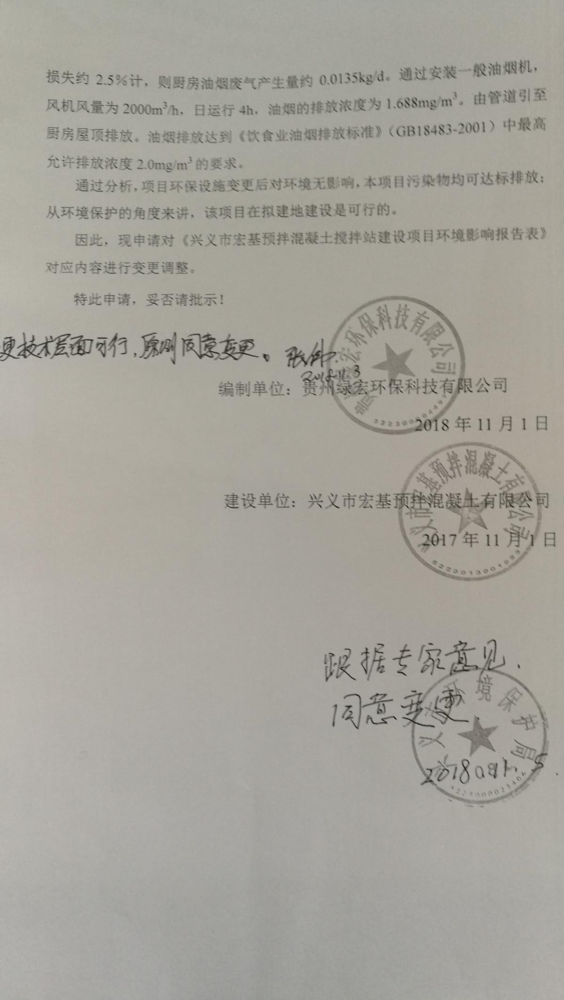 损失约 2.5%计，则厨房油烟废气产生量约 0.0135kg/d。通过安装一般油烟机，
风机风量为 2000m³/h，日运行 4h，油烟的排放浓度为 1.688mg/m³。由管道引至
厨房屋顶排放。油烟排放达到《饮食业油烟排放标准》（GB18483-2001）中最高
允许排放浓度 2.0mg/m³ 的要求。
通过分析，项目环保设施变更后对环境无影响，本项目污染物均可达标排放；
从环境保护的角度来讲，该项目在拟建地建设是可行的。
因此，现申请对《兴义市宏基预拌混凝土搅拌站建设项目环境影响报告表》
对应内容进行变更调整。
特此申请，妥否请批示！
更技术层面可行，原则同意变更。张
2018.11.3
编制单位：贵州绿宏环保科技有限公司
宏环保科技有限公司
2018 年 11 月 1 日
建设单位：兴义市宏基预拌混凝土有限公司
义市宏基预拌混凝土有限公司
2017 年 11 月 1 日
5223013001023
跟据专家意见.
同意变更.
义 环境保护局
2018